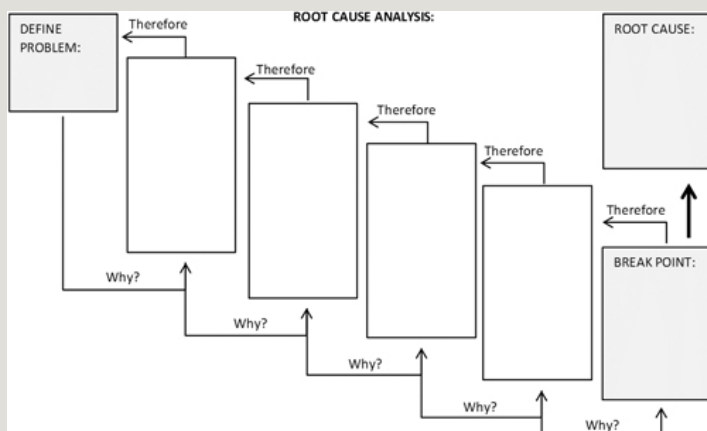 ROOT CAUSE ANALYSIS:
DEFINE
PROBLEM:
Therefore
ROOT CAUSE:
Therefore
Therefore
Therefore
Therefore
BREAK POINT:
Why?
Why?
Why?
Why?
Why?